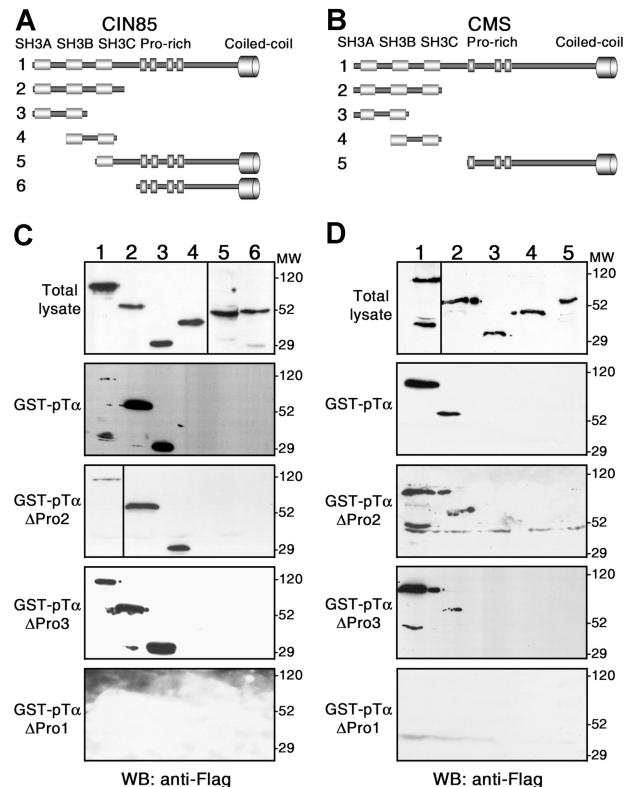 A
CIN85
SH3A SH3B SH3C Pro-rich Coiled-coil
1
2
3
4
5
6
B
CMS
SH3A SH3B SH3C Pro-rich Coiled-coil
1
2
3
4
5
C
1 2 3 4 5 6 MW
Total lysate
-120
-52
-29
GST-pTα
-120
-52
-29
GST-pTα
ΔPro2
-120
-52
-29
GST-pTα
ΔPro3
-120
-52
-29
GST-pTα
ΔPro1
-120
-52
-29
WB: anti-Flag
D
1 2 3 4 5 MW
Total lysate
-120
-52
-29
GST-pTα
-120
-52
-29
GST-pTα
ΔPro2
-120
-52
-29
GST-pTα
ΔPro3
-120
-52
-29
GST-pTα
ΔPro1
-120
-52
-29
WB: anti-Flag